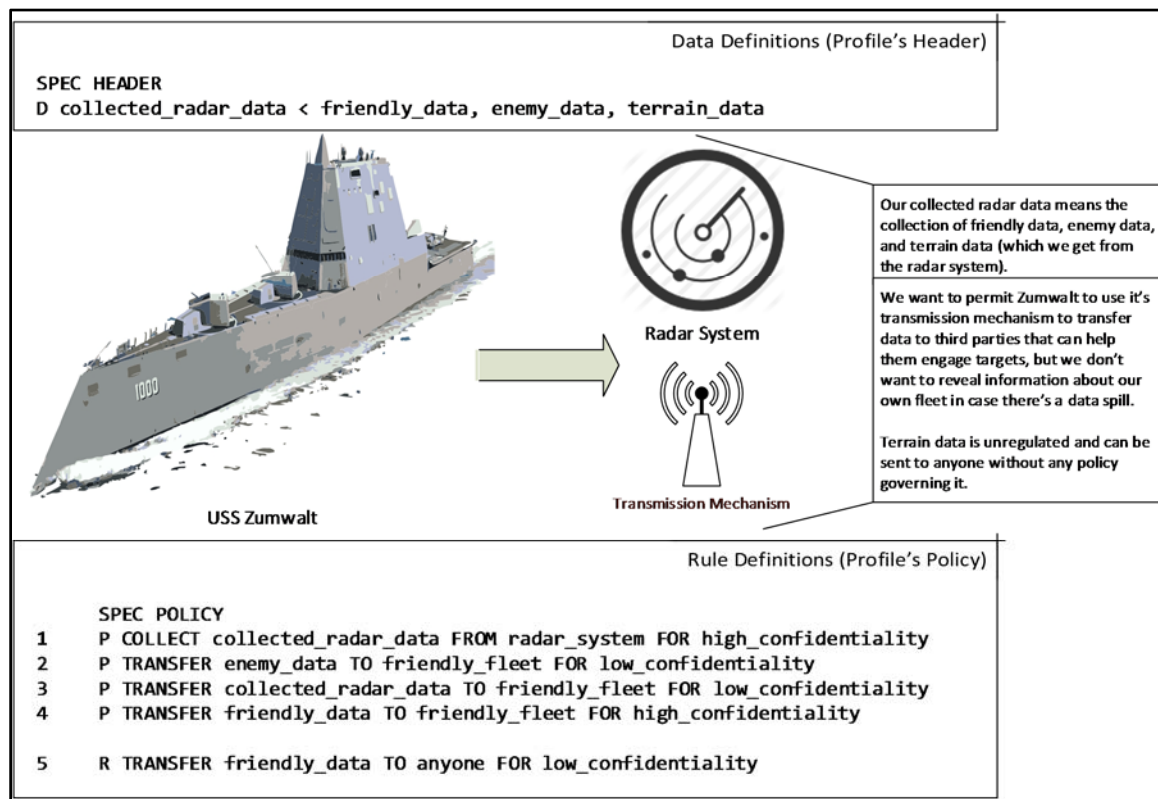 Data Definitions (Profile's Header)
SPEC HEADER
D collected_radar_data < friendly_data, enemy_data, terrain_data
Our collected radar data means the
collection of friendly data, enemy data,
and terrain data (which we get from
the radar system).
We want to permit Zumwalt to use it's
transmission mechanism to transfer
data to third parties that can help
them engage targets, but we don't
want to reveal information about our
own fleet in case there's a data spill.
Terrain data is unregulated and can be
sent to anyone without any policy
governing it.
1000
USS Zumwalt
Radar System
Transmission Mechanism
Rule Definitions (Profile's Policy)
SPEC POLICY
1 P COLLECT collected_radar_data FROM radar_system FOR high_confidentiality
2 P TRANSFER enemy_data TO friendly_fleet FOR low_confidentiality
3 P TRANSFER collected_radar_data TO friendly_fleet FOR low_confidentiality
4 P TRANSFER friendly_data TO friendly_fleet FOR high_confidentiality
5 R TRANSFER friendly_data TO anyone FOR low_confidentiality